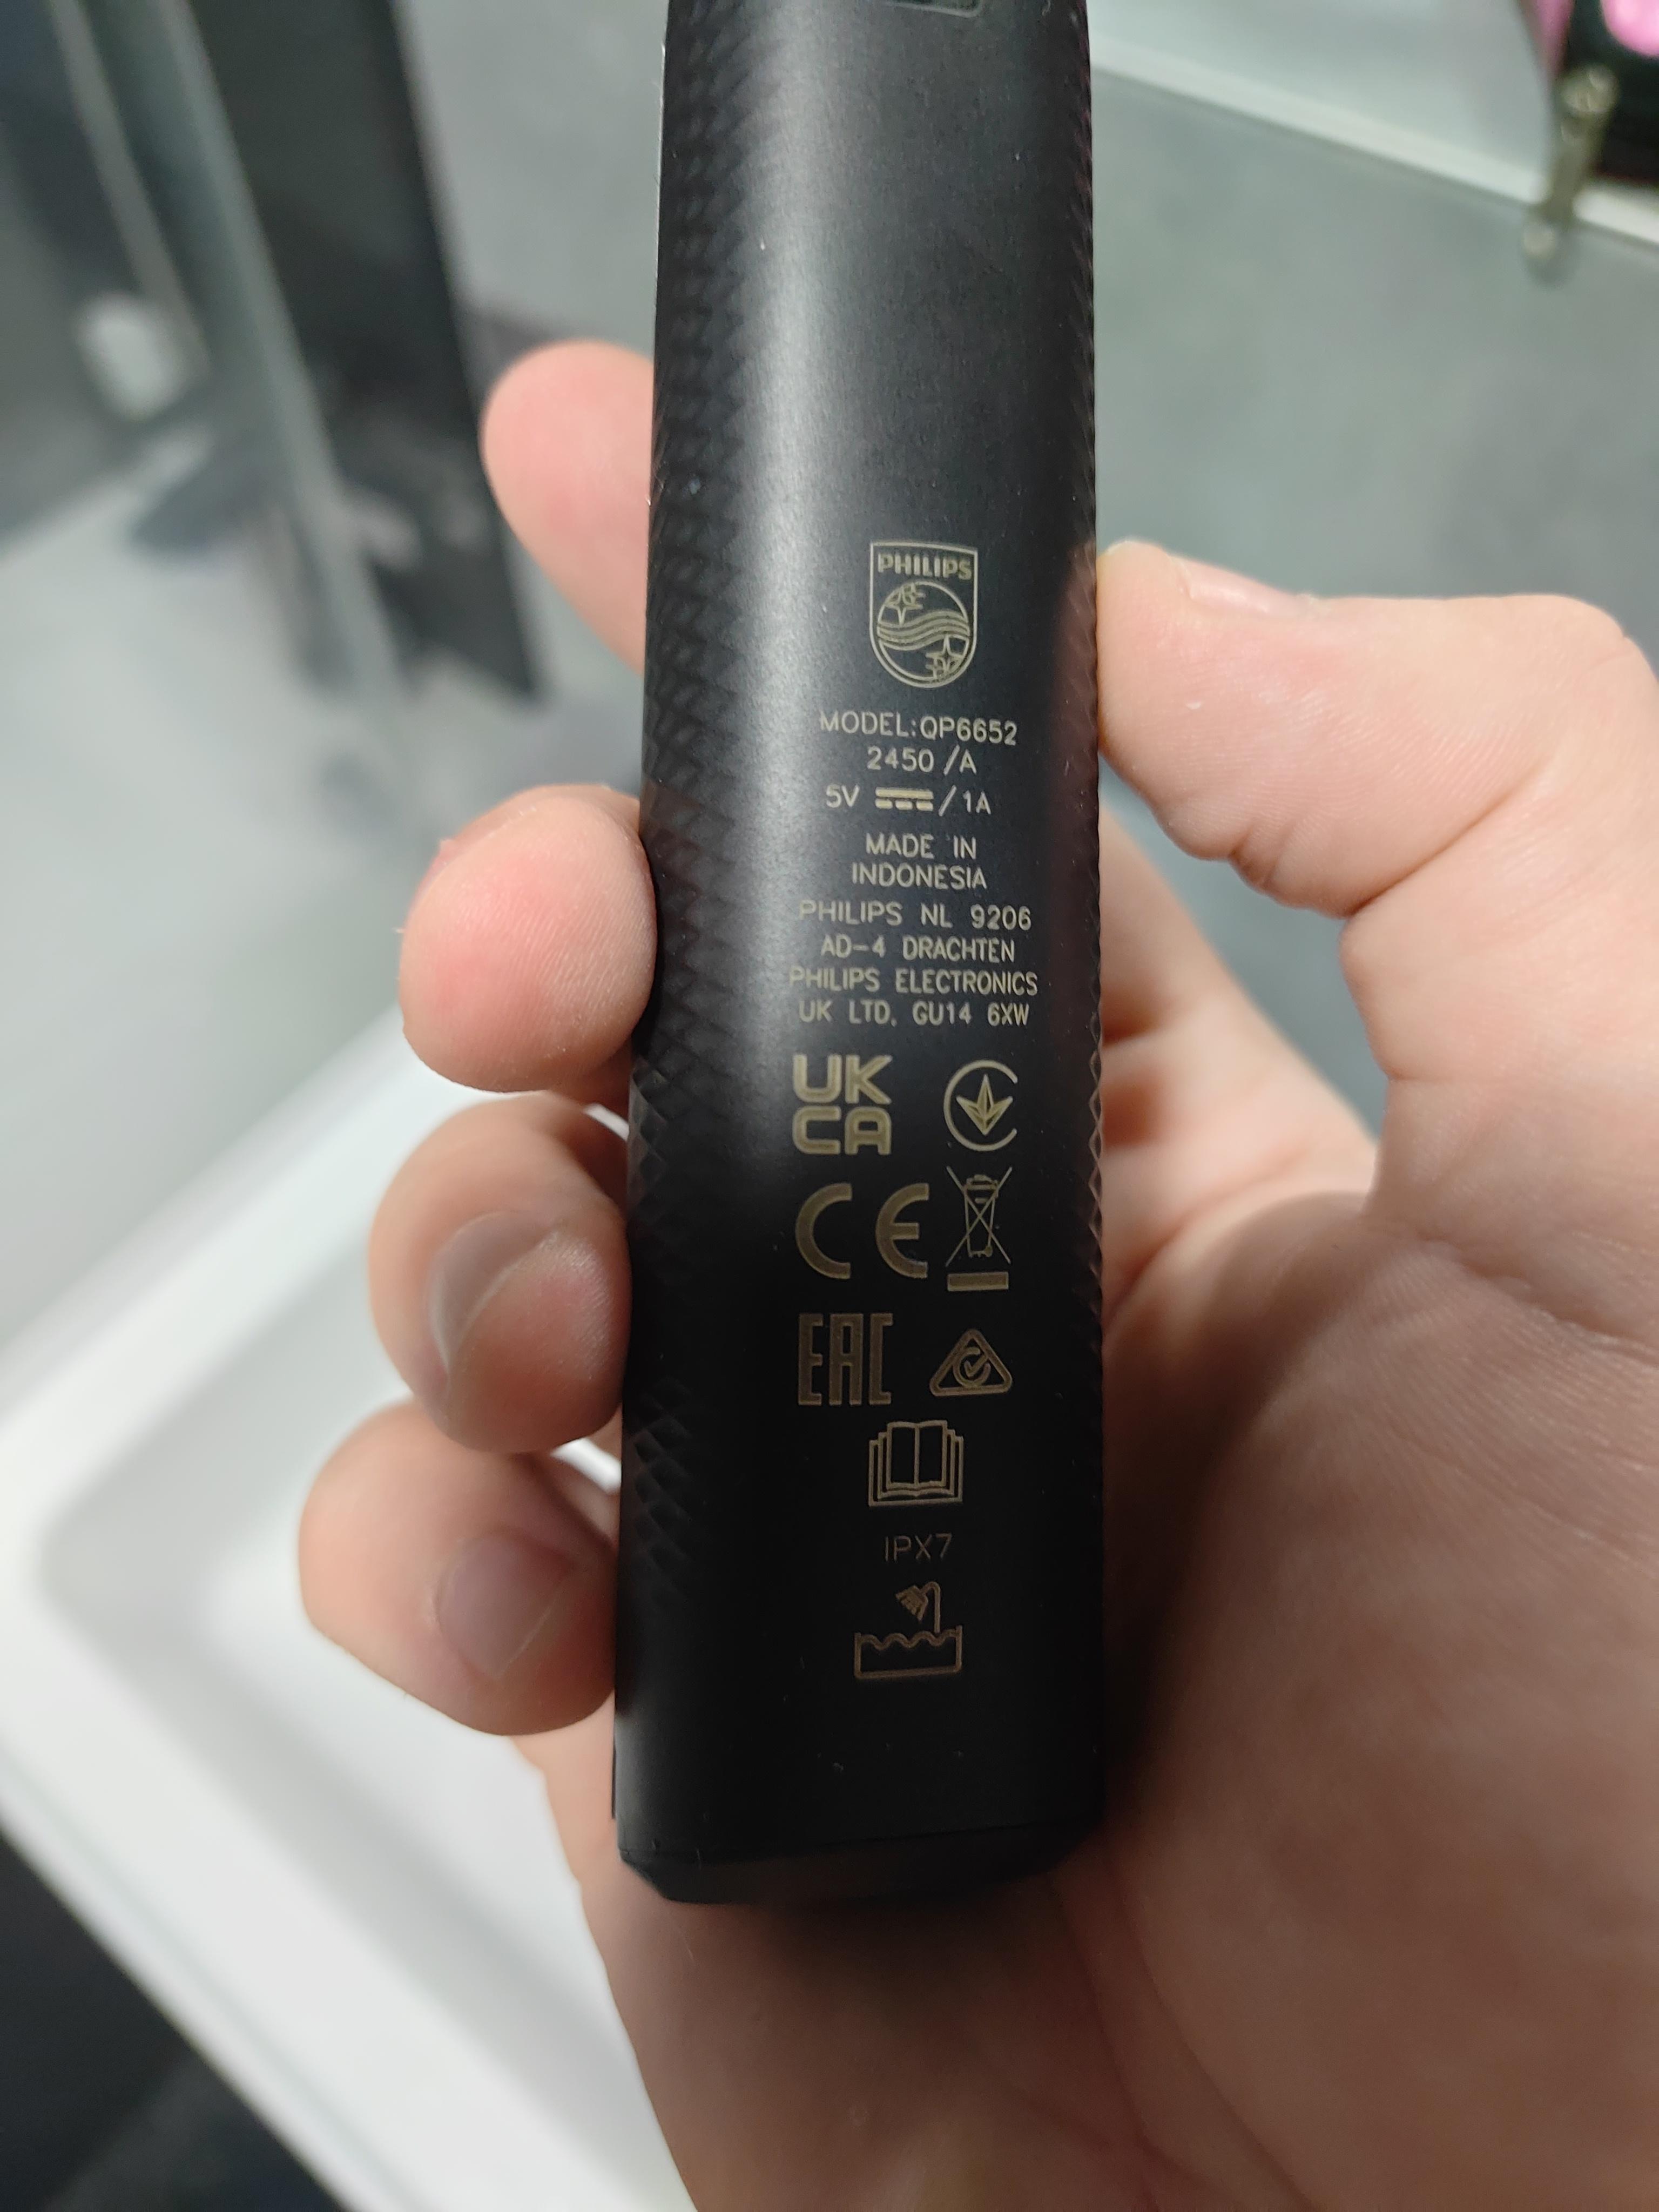 PHILIPS
MODEL:QP6652
2450 /A
5V ⎓ / 1A
MADE IN
INDONESIA
PHILIPS NL 9206
AD-4 DRACHTEN
PHILIPS ELECTRONICS
UK LTD, GU14 6XW
UK
CA
CE
EAC
IPX7